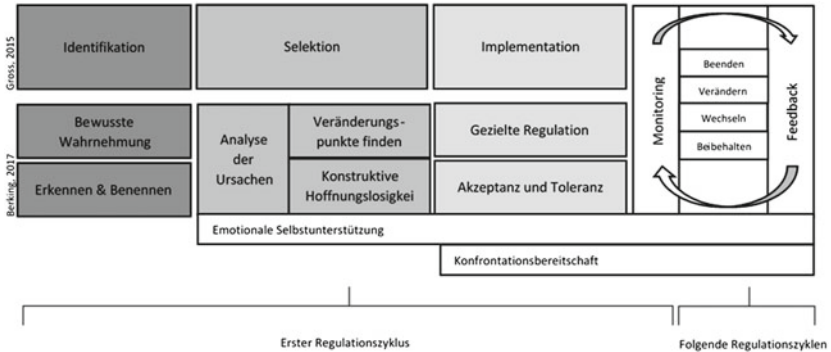 Gross, 2015
Identifikation
Selektion
Implementation
Monitoring
Beenden
Verändern
Wechseln
Beibehalten
Feedback
Berking, 2017
Bewusste
Wahrnehmung
Erkennen & Benennen
Analyse
der
Ursachen
Veränderungs-
punkte finden
Konstruktive
Hoffnungslosigkei
Gezielte Regulation
Akzeptanz und Toleranz
Emotionale Selbstunterstützung
Konfrontationsbereitschaft
Erster Regulationszyklus
Folgende Regulationszyklen